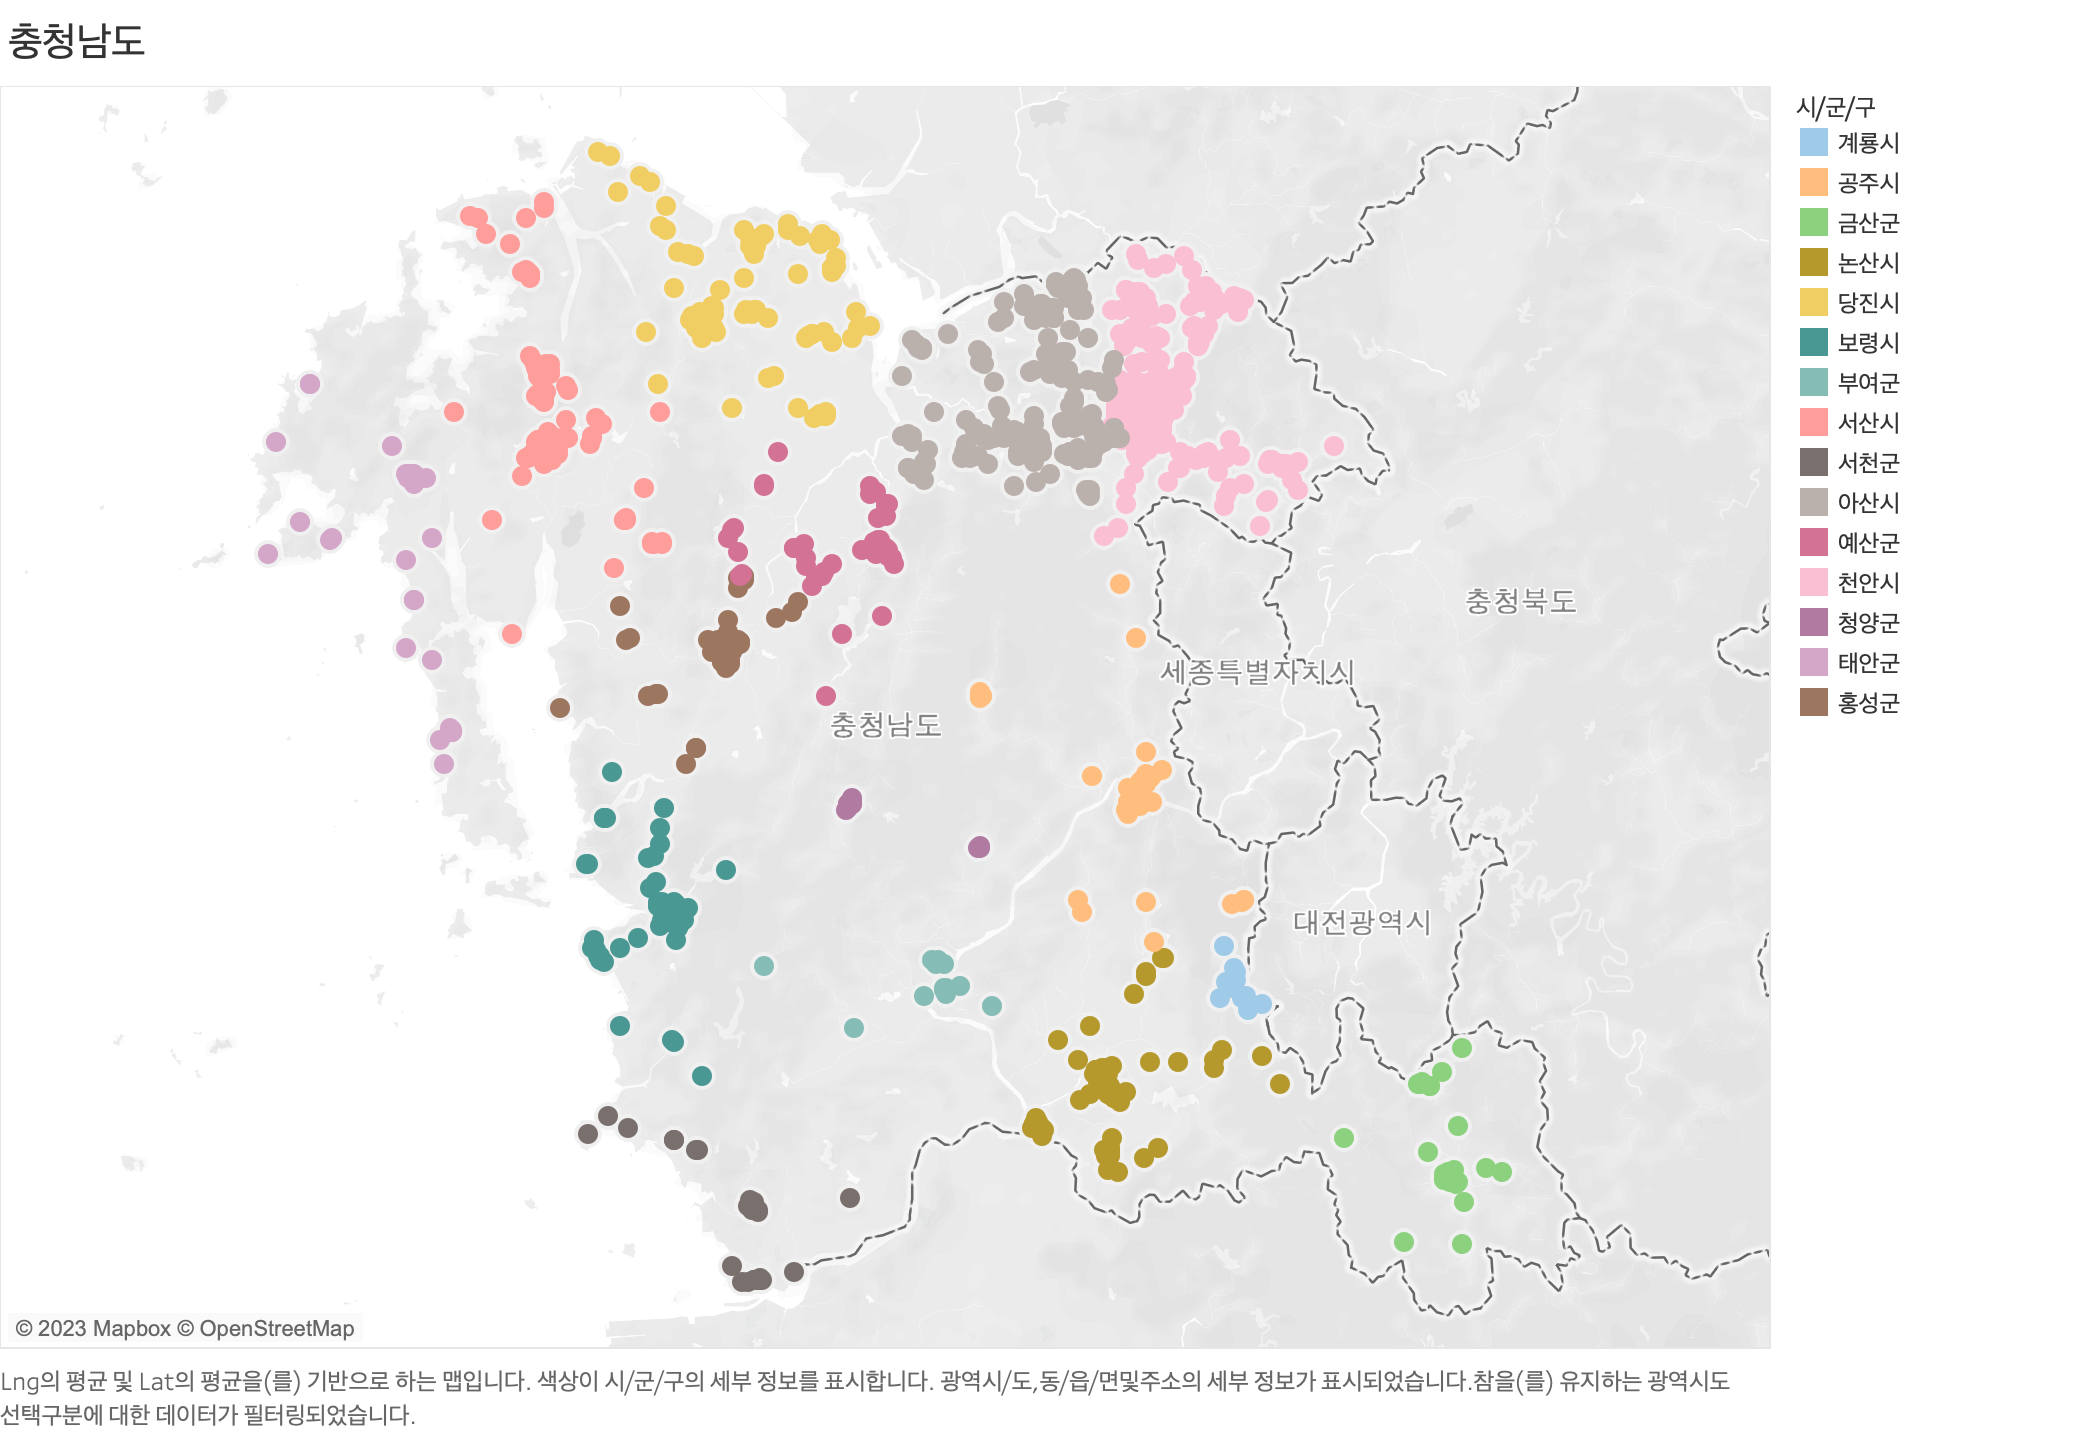 충청남도
시/군/구
계룡시
공주시
금산군
논산시
당진시
보령시
부여군
서산시
서천군
아산시
예산군
천안시
청양군
태안군
홍성군
충청북도
세종특별자치시
충청남도
대전광역시
© 2023 Mapbox © OpenStreetMap
Lng의 평균 및 Lat의 평균을(를) 기반으로 하는 맵입니다. 색상이 시/군/구의 세부 정보를 표시합니다. 광역시/도,동/읍/면및주소의 세부 정보가 표시되었습니다.참을(를) 유지하는 광역시도
선택구분에 대한 데이터가 필터링되었습니다.